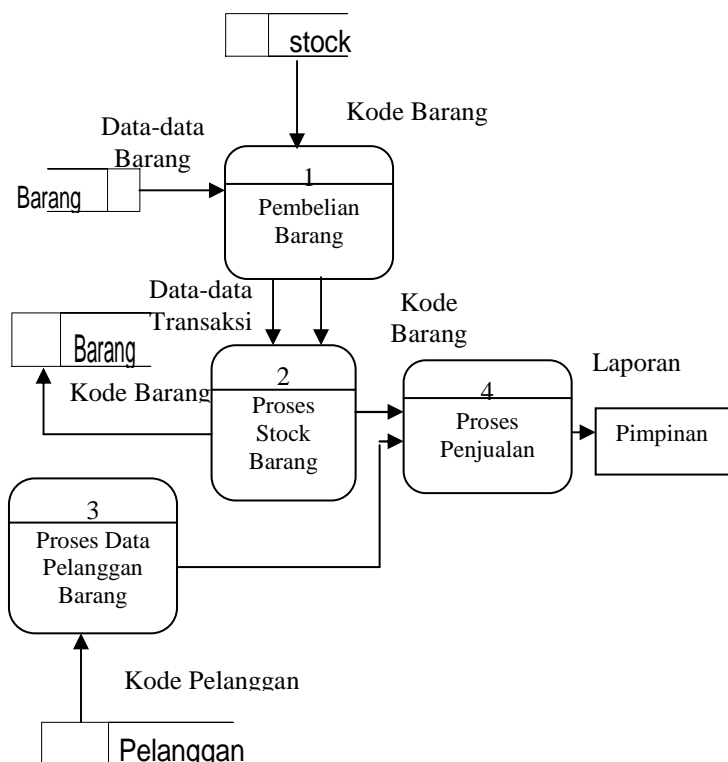 stock
Kode Barang
Data-data
Barang
Barang
1
Pembelian
Barang
Data-data
Transaksi
Kode
Barang
Barang
Kode Barang
2
Proses
Stock
Barang
4
Proses
Penjualan
Laporan
Pimpinan
3
Proses Data
Pelanggan
Barang
Kode Pelanggan
Pelanggan